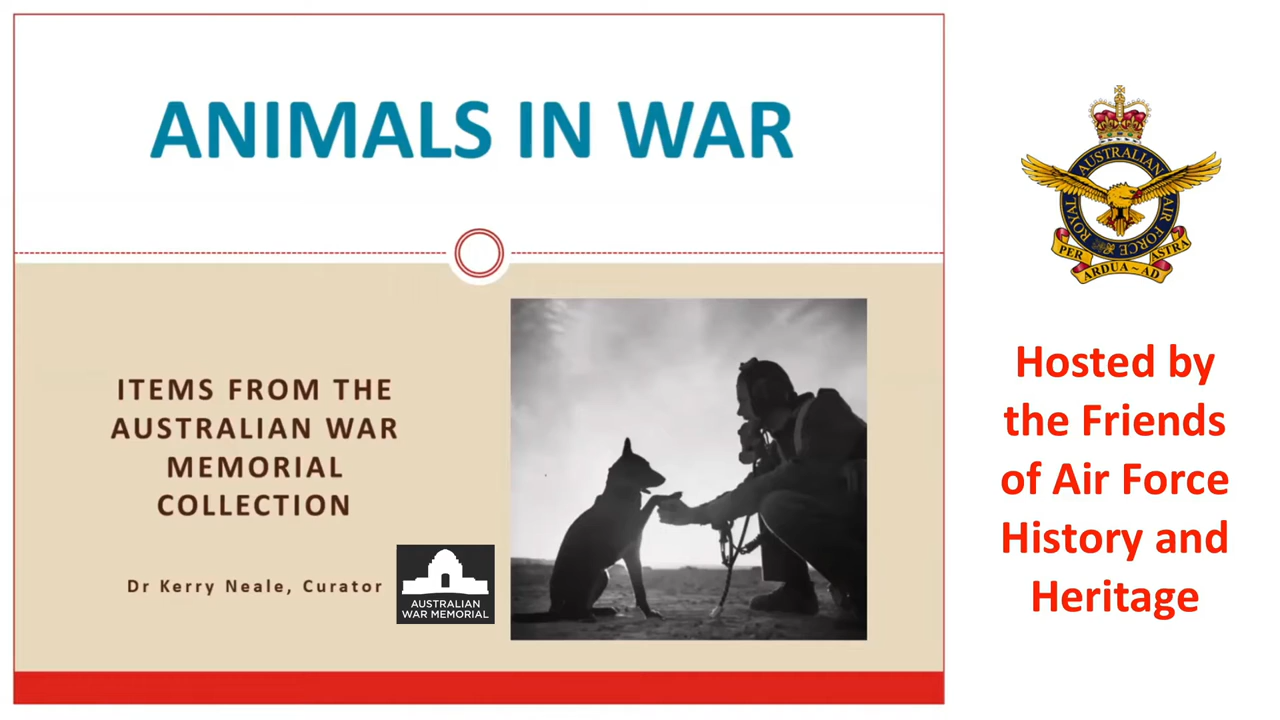 ANIMALS IN WAR
ITEMS FROM THE
AUSTRALIAN WAR
MEMORIAL
COLLECTION
Dr Kerry Neale, Curator
AUSTRALIAN
WAR MEMORIAL
ROYAL AUSTRALIAN AIR FORCE
PER ARDUA ~ AD ASTRA
Hosted by
the Friends
of Air Force
History and
Heritage